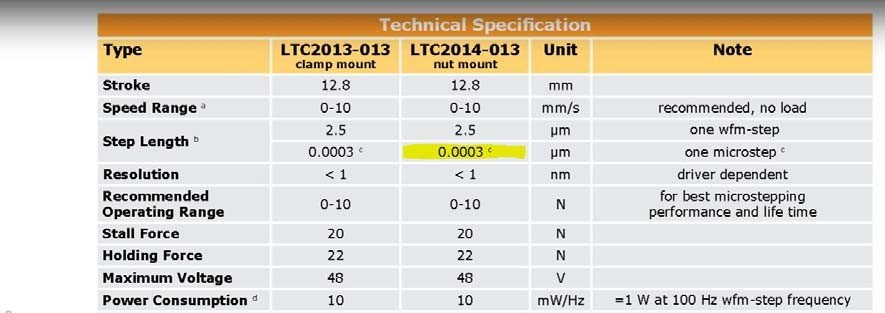 Technical Specification
Type LTC2013-013 LTC2014-013 Unit Note
clamp mount nut mount
Stroke 12.8 12.8 mm
Speed Range a 0-10 0-10 mm/s recommended, no load
Step Length b 2.5 2.5 µm one wfm-step
0.0003 c 0.0003 c µm one microstep c
Resolution < 1 < 1 nm driver dependent
Recommended
Operating Range 0-10 0-10 N for best microstepping
performance and life time
Stall Force 20 20 N
Holding Force 22 22 N
Maximum Voltage 48 48 V
Power Consumption d 10 10 mW/Hz =1 W at 100 Hz wfm-step frequency